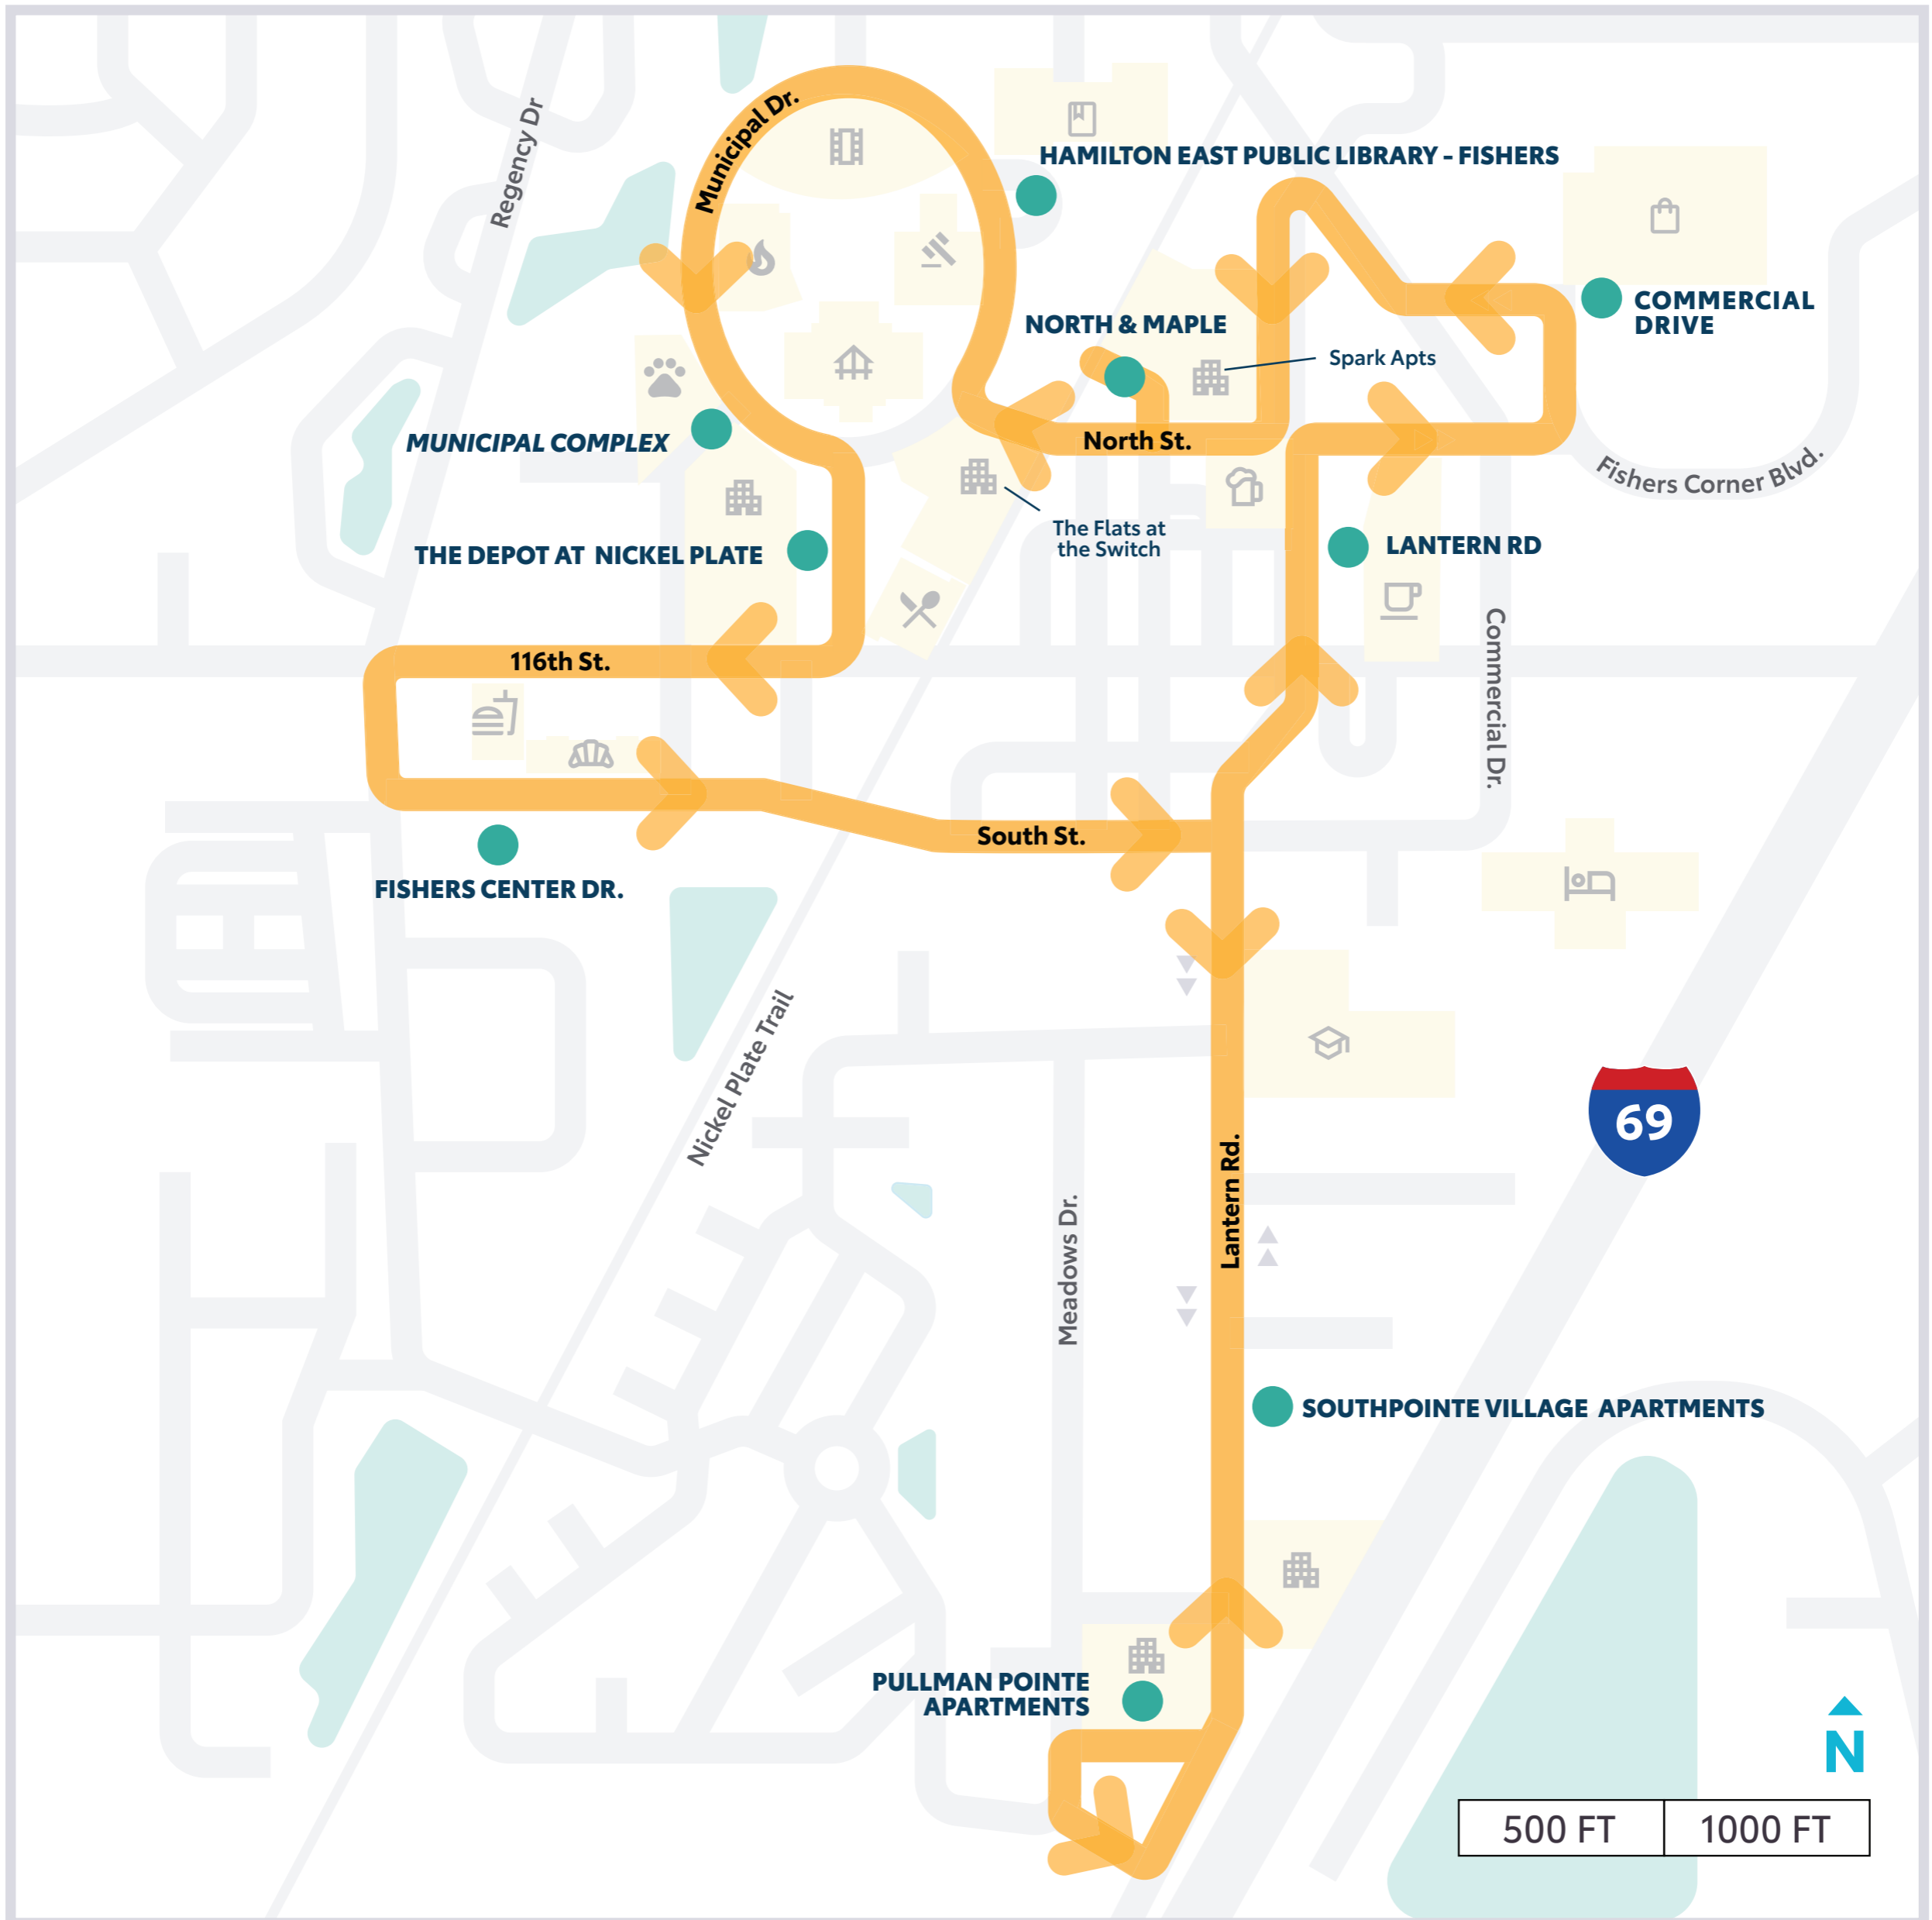 Municipal Dr.
Regency Dr
HAMILTON EAST PUBLIC LIBRARY - FISHERS
COMMERCIAL
DRIVE
NORTH & MAPLE
Spark Apts
MUNICIPAL COMPLEX
North St.
Fishers Corner Blvd.
The Flats at
the Switch
THE DEPOT AT NICKEL PLATE
LANTERN RD
116th St.
Commercial Dr.
South St.
FISHERS CENTER DR.
Nickel Plate Trail
69
Lantern Rd.
Meadows Dr.
SOUTHPOINTE VILLAGE APARTMENTS
PULLMAN POINTE
APARTMENTS
N
500 FT
1000 FT